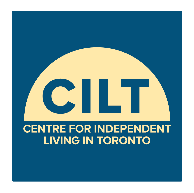 CILT
CENTRE FOR INDEPENDENT
LIVING IN TORONTO